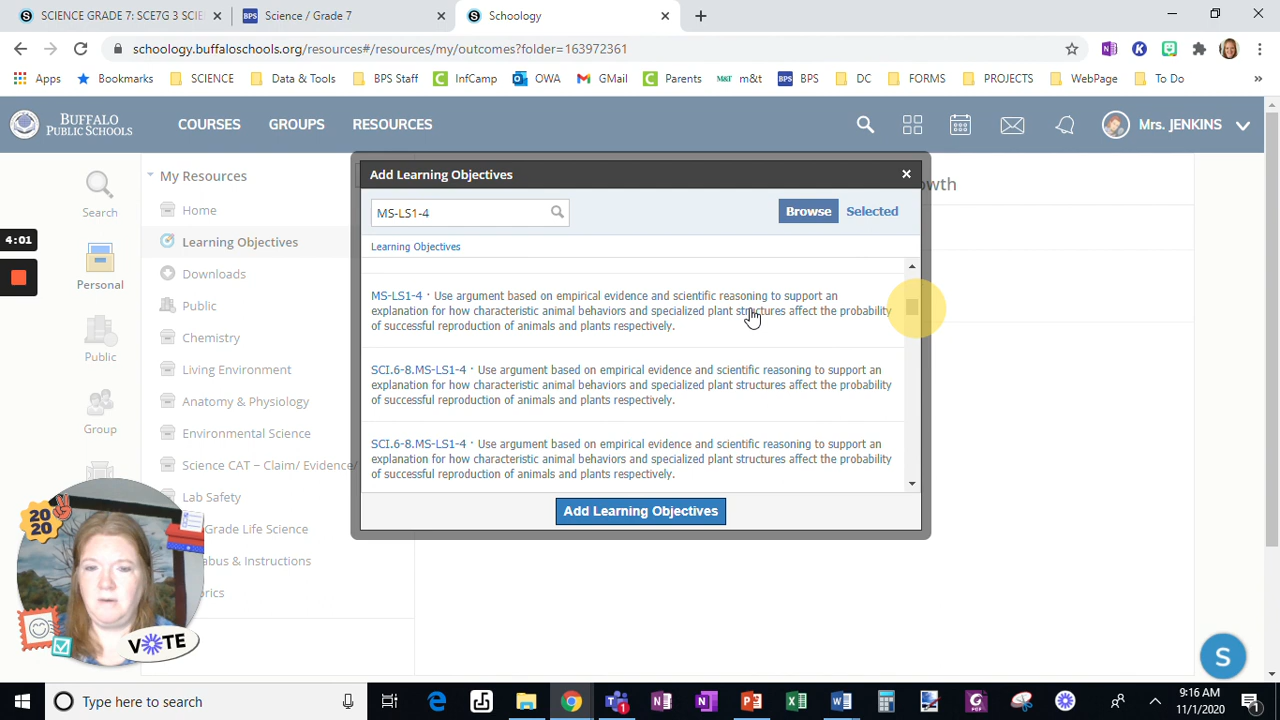 SCIENCE GRADE 7: SCE7G 3 SCIE
Science / Grade 7
Schoology
schoology.buffaloschools.org/resources#/resources/my/outcomes?folder=163972361
Apps
Bookmarks
SCIENCE
Data & Tools
BPS Staff
InfCamp
OWA
GMail
Parents
m&t
BPS
DC
FORMS
PROJECTS
WebPage
To Do
BUFFALO
PUBLIC SCHOOLS
COURSES
GROUPS
RESOURCES
Mrs. JENKINS
4:01
Search
Personal
Public
Group
My Resources
Home
Learning Objectives
Downloads
Public
Chemistry
Living Environment
Anatomy & Physiology
Environmental Science
Science CAT – Claim/ Evidence/
Lab Safety
Grade Life Science
abus & Instructions
rics
owth
Add Learning Objectives
MS-LS1-4
Browse
Selected
Learning Objectives
MS-LS1-4 · Use argument based on empirical evidence and scientific reasoning to support an
explanation for how characteristic animal behaviors and specialized plant structures affect the probability
of successful reproduction of animals and plants respectively.
SCI.6-8.MS-LS1-4 · Use argument based on empirical evidence and scientific reasoning to support an
explanation for how characteristic animal behaviors and specialized plant structures affect the probability
of successful reproduction of animals and plants respectively.
SCI.6-8.MS-LS1-4 · Use argument based on empirical evidence and scientific reasoning to support an
explanation for how characteristic animal behaviors and specialized plant structures affect the probability
of successful reproduction of animals and plants respectively.
Add Learning Objectives
2020
VOTE
S
Type here to search
9:16 AM
11/1/2020